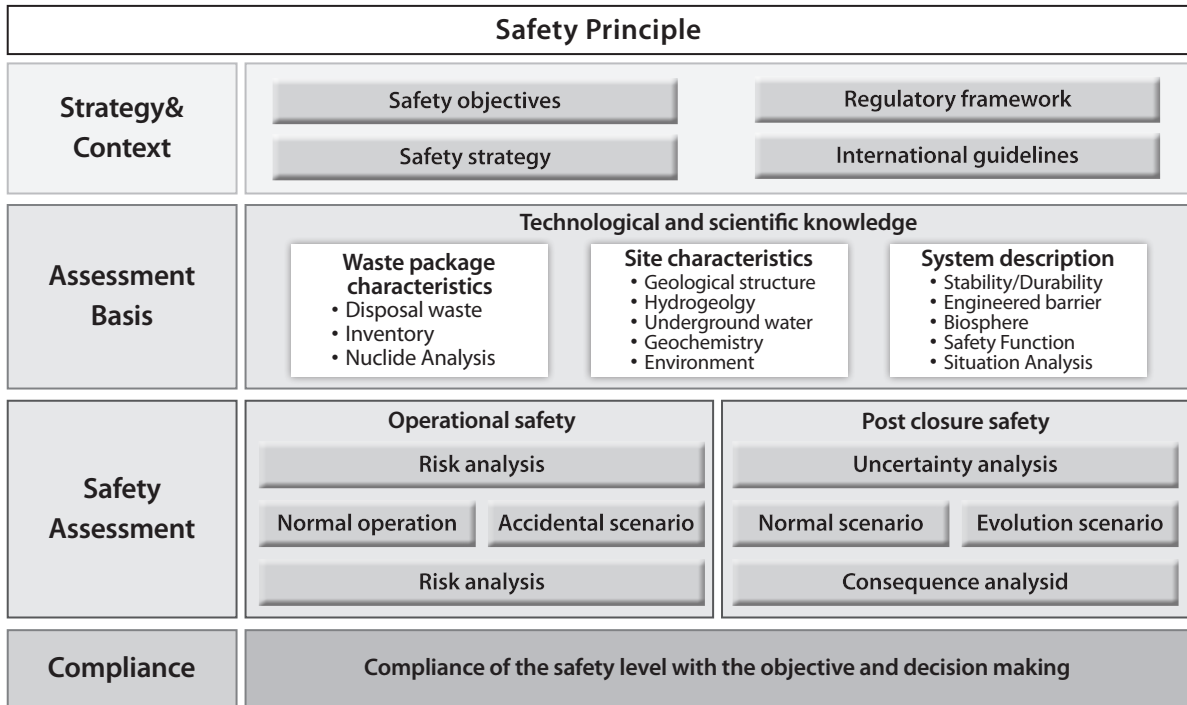 Safety Principle
Strategy&
Context
Safety objectives
Regulatory framework
Safety strategy
International guidelines
Assessment
Basis
Technological and scientific knowledge
Waste package
characteristics
• Disposal waste
• Inventory
• Nuclide Analysis
Site characteristics
• Geological structure
• Hydrogeolgy
• Underground water
• Geochemistry
• Environment
System description
• Stability/Durability
• Engineered barrier
• Biosphere
• Safety Function
• Situation Analysis
Safety
Assessment
Operational safety
Risk analysis
Normal operation
Accidental scenario
Risk analysis
Post closure safety
Uncertainty analysis
Normal scenario
Evolution scenario
Consequence analysid
Compliance
Compliance of the safety level with the objective and decision making